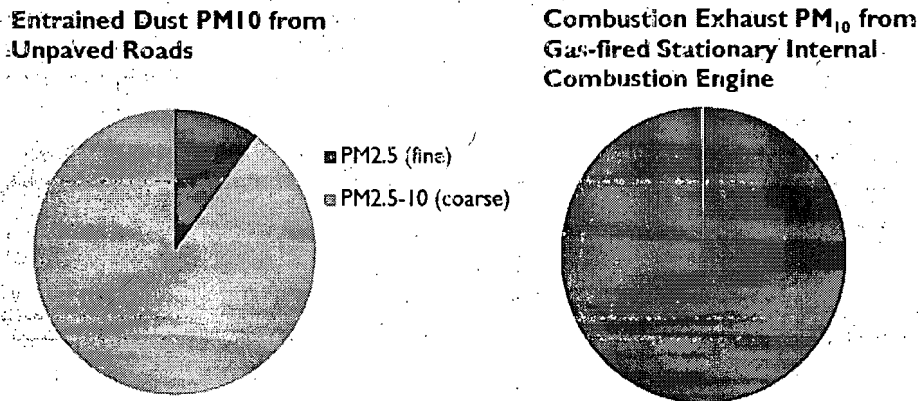 Entrained Dust PM10 from
Unpaved Roads
PM2.5 (fine)
PM2.5-10 (coarse)
Combustion Exhaust PM₁₀ from
Gas-fired Stationary Internal
Combustion Engine